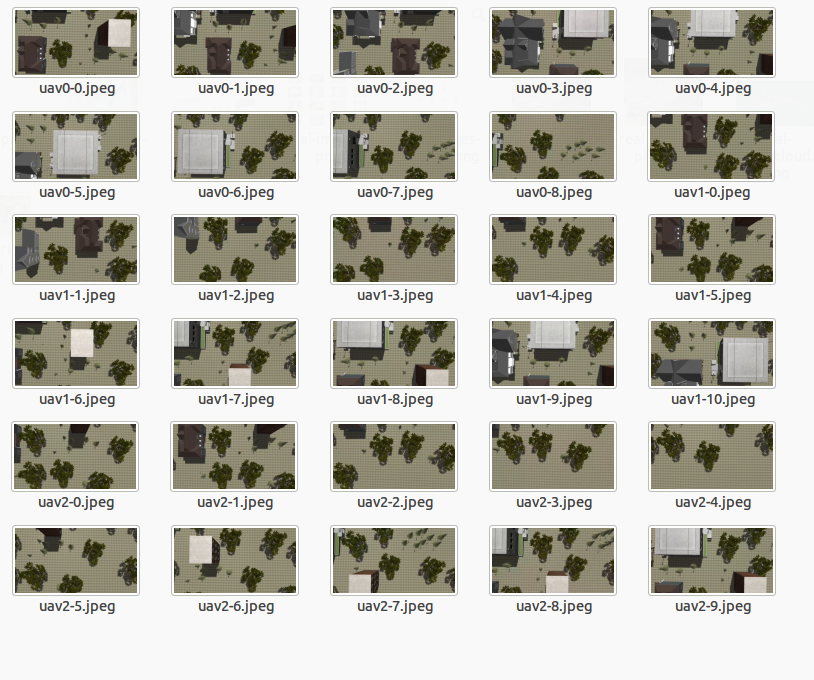 uav0-0.jpeg uav0-1.jpeg uav0-2.jpeg uav0-3.jpeg uav0-4.jpeg
uav0-5.jpeg uav0-6.jpeg uav0-7.jpeg uav0-8.jpeg uav1-0.jpeg
uav1-1.jpeg uav1-2.jpeg uav1-3.jpeg uav1-4.jpeg uav1-5.jpeg
uav1-6.jpeg uav1-7.jpeg uav1-8.jpeg uav1-9.jpeg uav1-10.jpeg
uav2-0.jpeg uav2-1.jpeg uav2-2.jpeg uav2-3.jpeg uav2-4.jpeg
uav2-5.jpeg uav2-6.jpeg uav2-7.jpeg uav2-8.jpeg uav2-9.jpeg